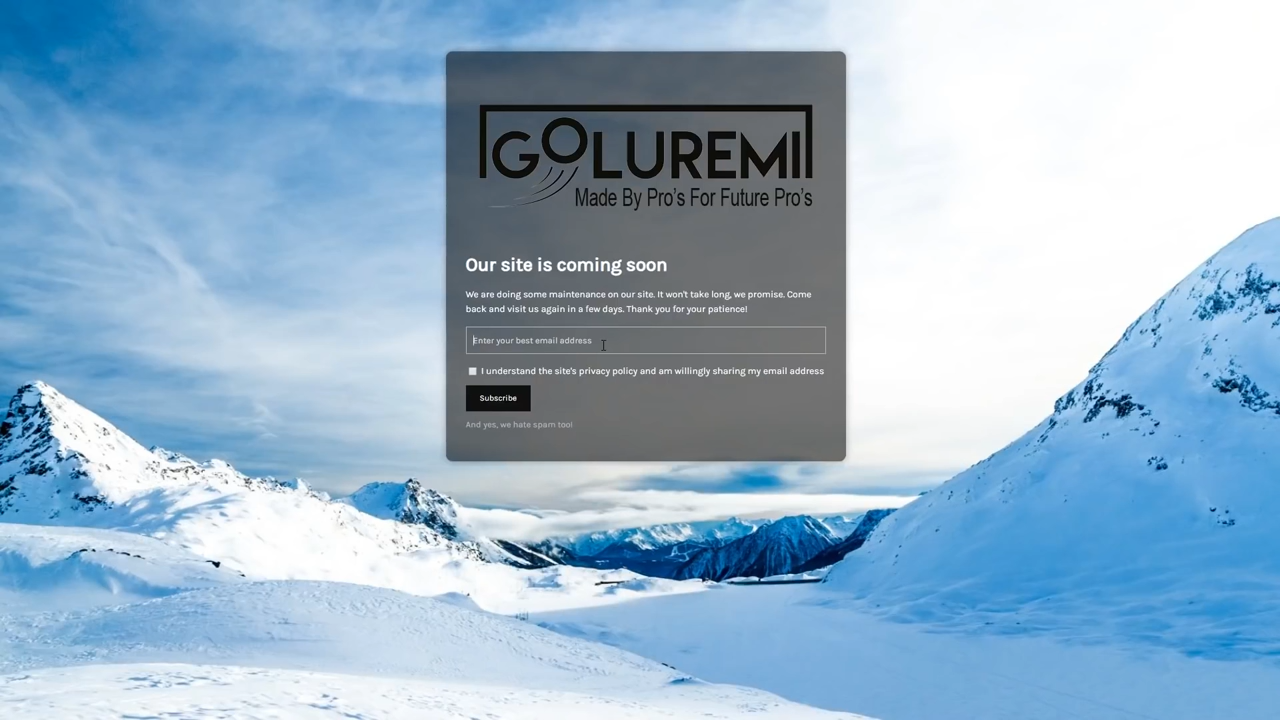 GOLUREMI
Made By Pro's For Future Pro's
Our site is coming soon
We are doing some maintenance on our site. It won't take long, we promise. Come
back and visit us again in a few days. Thank you for your patience!
Enter your best email address
I understand the site's privacy policy and am willingly sharing my email address
Subscribe
And yes, we hate spam too!